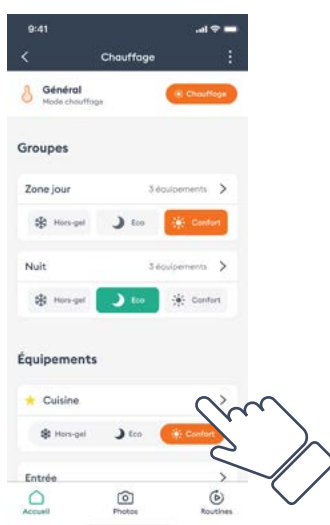 9:41
Chauffage
Général
Mode chauffage
Chauffage
Groupes
Zone jour 3 équipements
Hors-gel Eco Confort
Nuit 3 équipements
Hors-gel Eco Confort
Équipements
Cuisine
Hors-gel Eco Confort
Entrée
Accueil Photos Routines